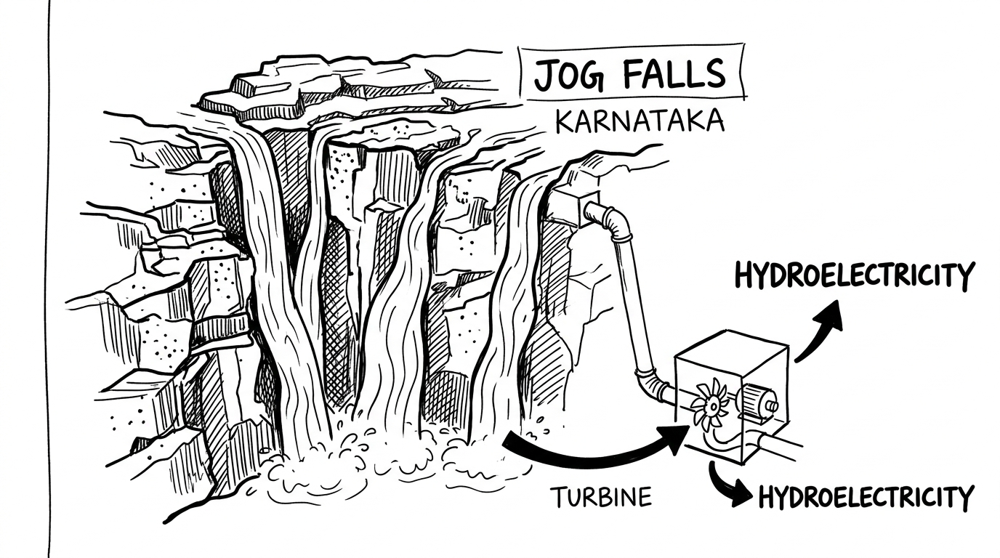 JOG FALLS
KARNATAKA
HYDROELECTRICITY
TURBINE
HYDROELECTRICITY